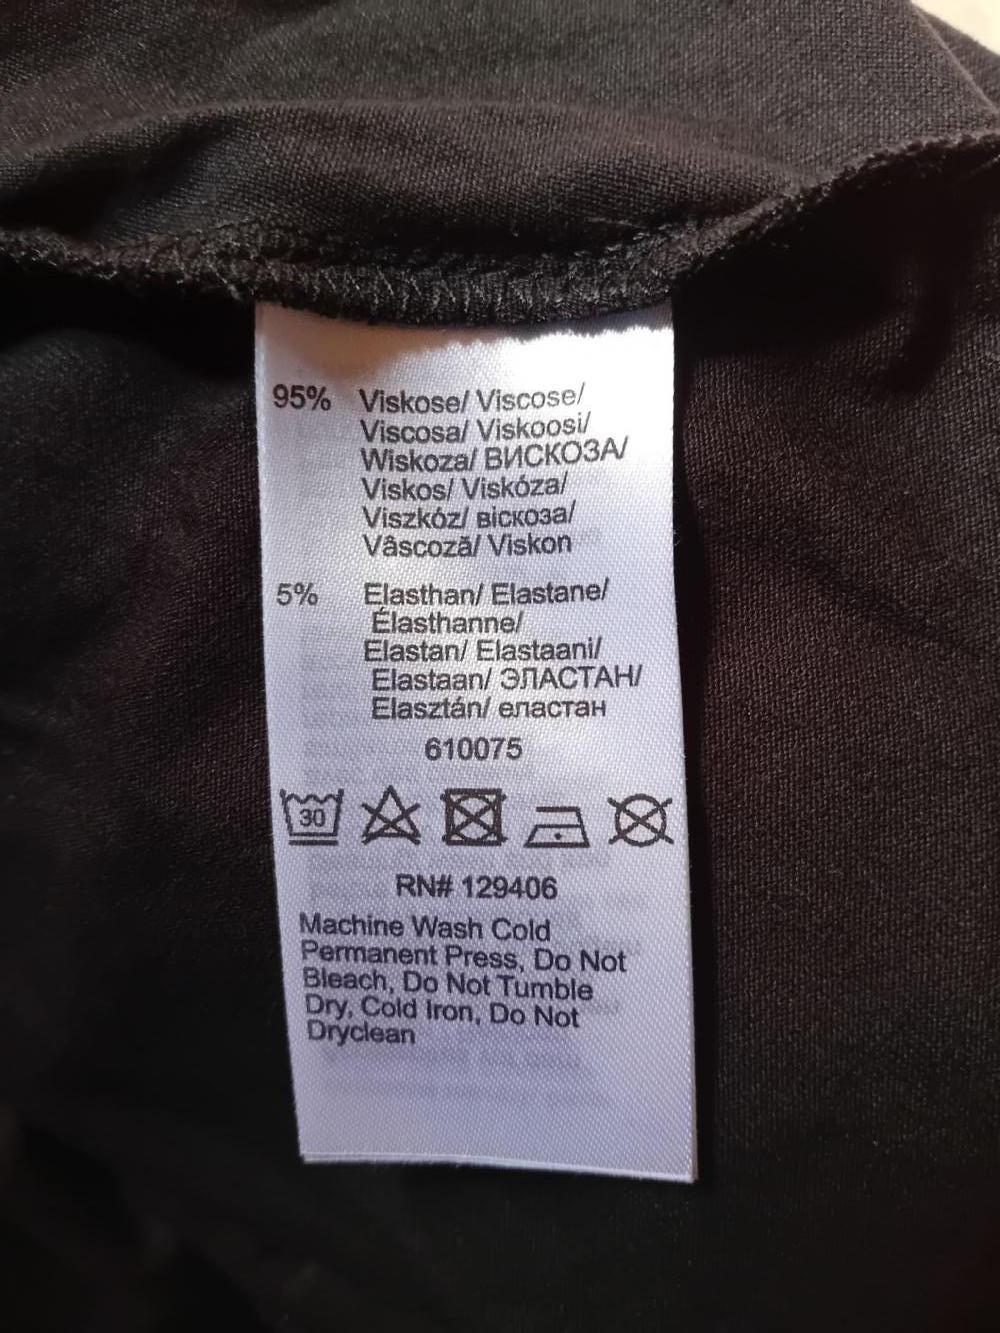 95% Viskose/ Viscose/
Viscosa/ Viskoosi/
Wiskoza/ ВИСКОЗА/
Viskos/ Viskóza/
Viszkóz/ віскоза/
Vâscoză/ Viskon
5% Elasthan/ Elastane/
Élasthanne/
Elastan/ Elastaani/
Elastaan/ ЭЛАСТАН/
Elasztán/ еластан
610075
30
RN# 129406
Machine Wash Cold
Permanent Press, Do Not
Bleach, Do Not Tumble
Dry, Cold Iron, Do Not
Dryclean